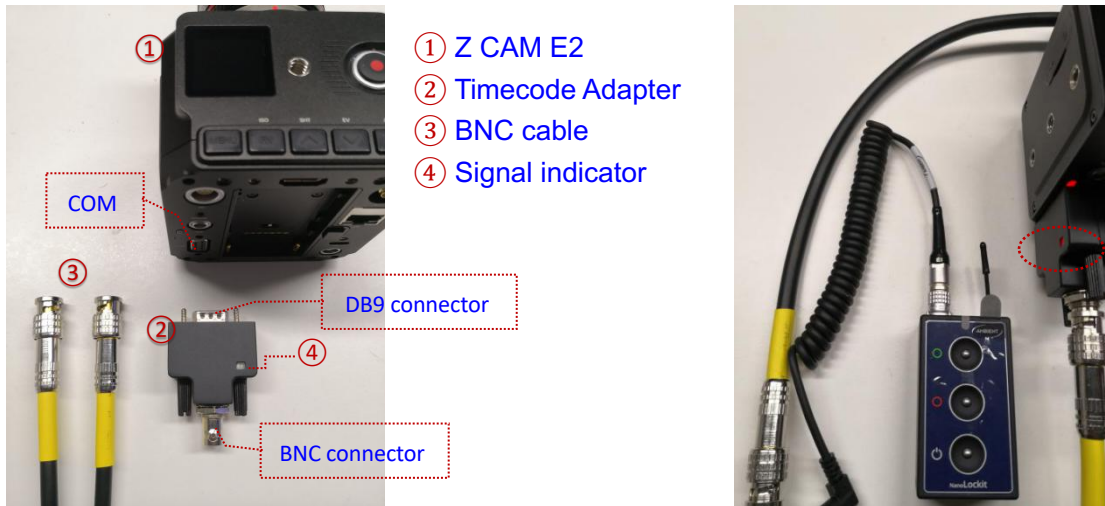 ① Z CAM E2
② Timecode Adapter
③ BNC cable
④ Signal indicator
①
COM
③
DB9 connector
②
④
BNC connector
AMBIENT
NanoLockit